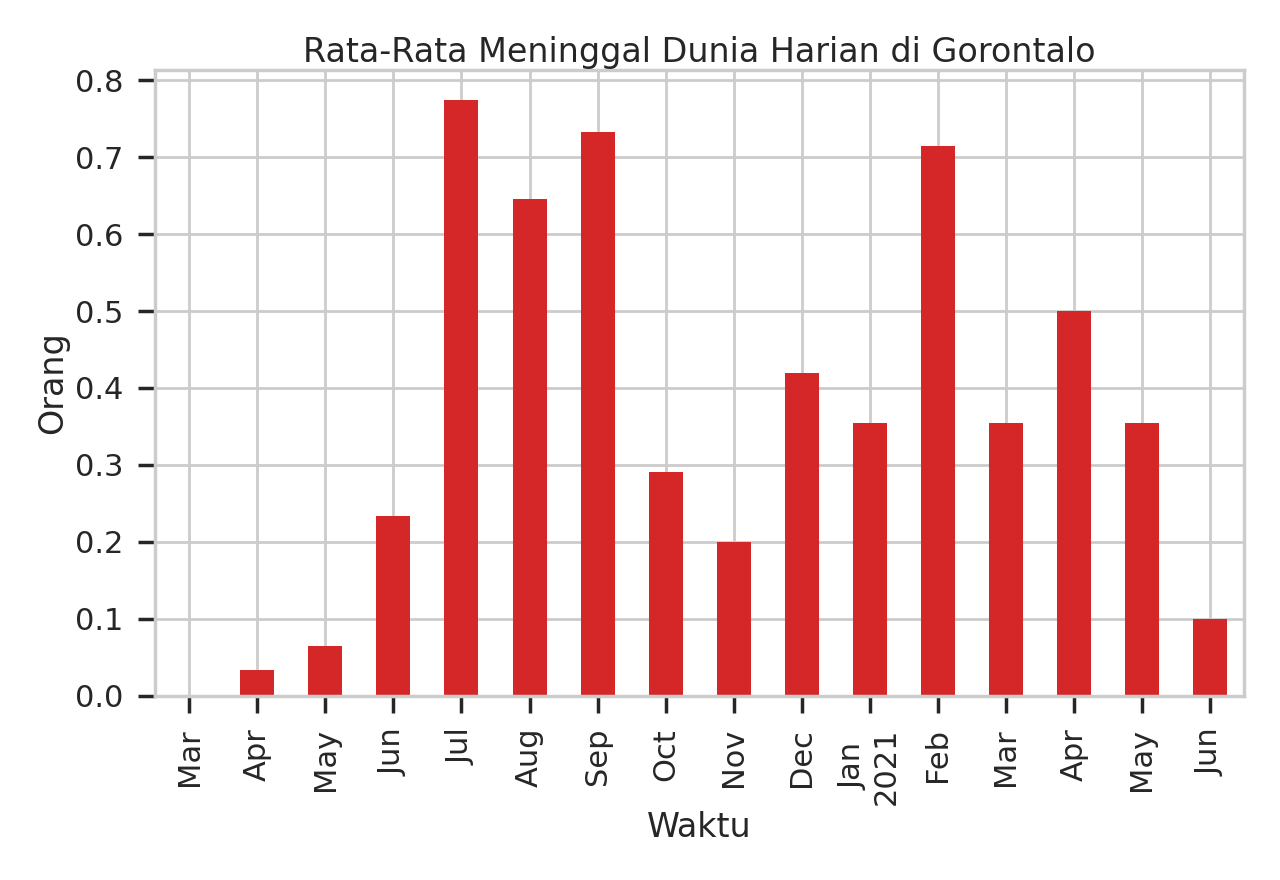 Rata-Rata Meninggal Dunia Harian di Gorontalo
0.8
0.7
0.6
0.5
0.4
0.3
0.2
0.1
0.0
Orang
Mar
Apr
May
Jun
Jul
Aug
Sep
Oct
Nov
Dec
Jan
2021
Feb
Mar
Apr
May
Jun
Waktu